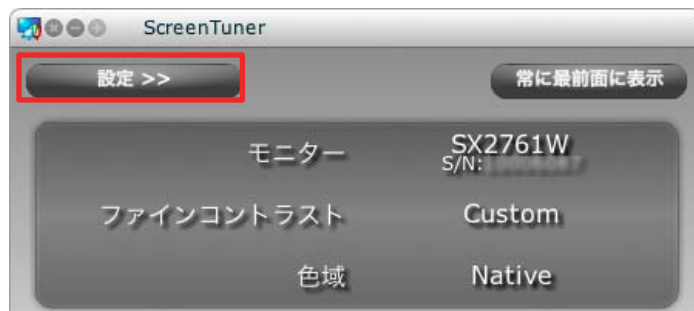 ScreenTuner
設定 >> 常に最前面に表示
モニター SX2761W
S/N:
ファインコントラスト Custom
色域 Native